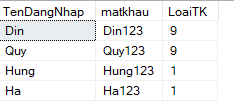 TenDangNhap matkhau LoaiTK
Din Din123 9
Quy Quy123 9
Hung Hung123 1
Ha Ha123 1